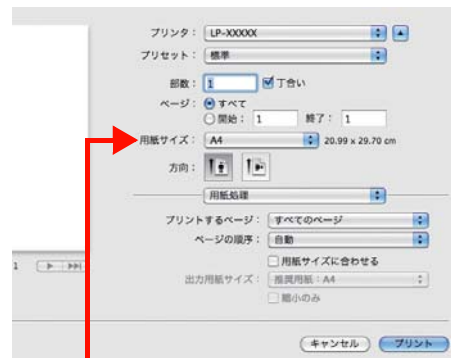 プリンタ： LP-XXXXX
プリセット： 標準
部数： 1 丁合い
ページ： すべて
開始： 1 終了： 1
用紙サイズ： A4 20.99 x 29.70 cm
方向：
用紙処理
プリントするページ： すべてのページ
ページの順序： 自動
用紙サイズに合わせる
1
出力用紙サイズ： 推奨用紙：A4
縮小のみ
キャンセル プリント